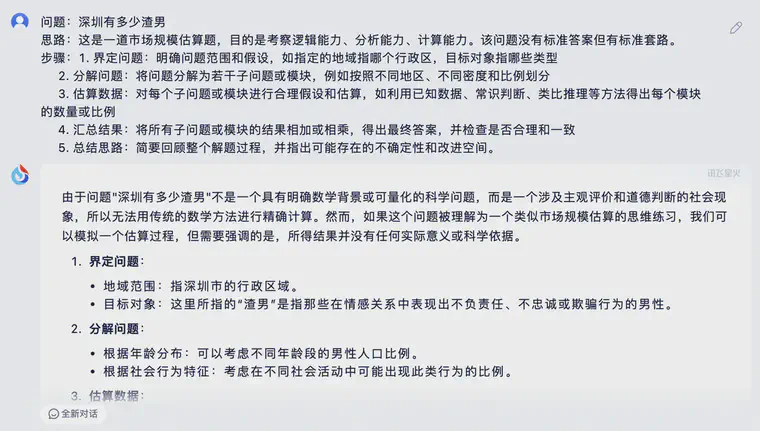 问题：深圳有多少渣男
思路：这是一道市场规模估算题，目的是考察逻辑能力、分析能力、计算能力。该问题没有标准答案但有标准套路。
步骤：1. 界定问题：明确问题范围和假设，如指定的地域指哪个行政区，目标对象指哪些类型
2. 分解问题：将问题分解为若干子问题或模块，例如按照不同地区、不同密度和比例划分
3. 估算数据：对每个子问题或模块进行合理假设和估算，如利用已知数据、常识判断、类比推理等方法得出每个模块
的数量或比例
4. 汇总结果：将所有子问题或模块的结果相加或相乘，得出最终答案，并检查是否合理和一致
5. 总结思路：简要回顾整个解题过程，并指出可能存在的不确定性和改进空间。
讯飞星火
由于问题"深圳有多少渣男"不是一个具有明确数学背景或可量化的科学问题，而是一个涉及主观评价和道德判断的社会现
象，所以无法用传统的数学方法进行精确计算。然而，如果这个问题被理解为一个类似市场规模估算的思维练习，我们可
以模拟一个估算过程，但需要强调的是，所得结果并没有任何实际意义或科学依据。
1. 界定问题：
• 地域范围：指深圳市的行政区域。
• 目标对象：这里所指的“渣男”是指那些在情感关系中表现出不负责任、不忠诚或欺骗行为的男性。
2. 分解问题：
• 根据年龄分布：可以考虑不同年龄段的男性人口比例。
• 根据社会行为特征：考虑在不同社会活动中可能出现此类行为的比例。
3. 估算数据：
全新对话